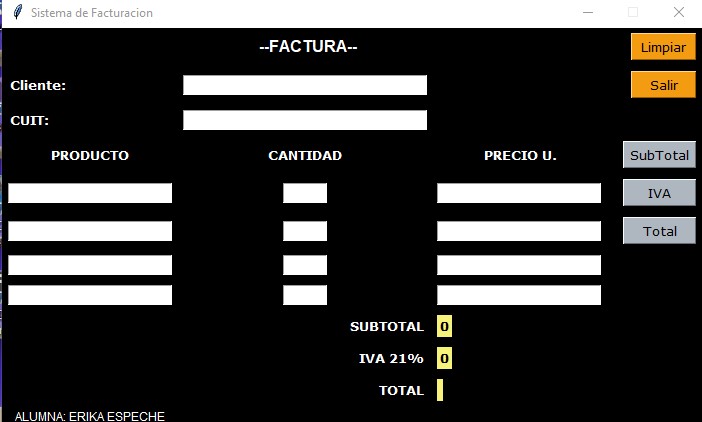 Sistema de Facturacion
--FACTURA--
Limpiar
Cliente:
Salir
CUIT:
PRODUCTO CANTIDAD PRECIO U.
SubTotal
IVA
Total
SUBTOTAL 0
IVA 21% 0
TOTAL
ALUMNA: ERIKA ESPECHE